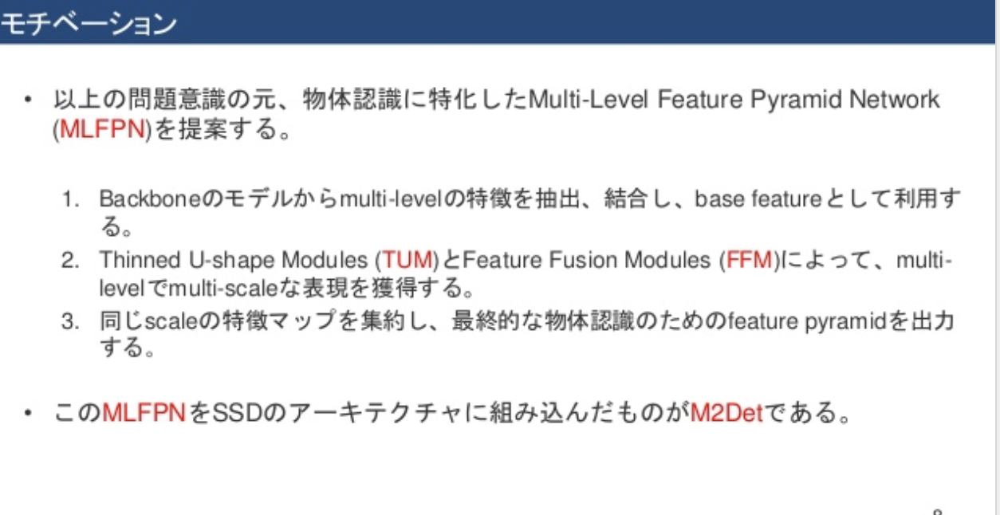 モチベーション
• 以上の問題意識の元、物体認識に特化したMulti-Level Feature Pyramid Network
(MLFPN)を提案する。
1. Backboneのモデルからmulti-levelの特徴を抽出、結合し、base featureとして利用す
る。
2. Thinned U-shape Modules (TUM)とFeature Fusion Modules (FFM)によって、multi-
levelでmulti-scaleな表現を獲得する。
3. 同じscaleの特徴マップを集約し、最終的な物体認識のためのfeature pyramidを出力
する。
• このMLFPNをSSDのアーキテクチャに組み込んだものがM2Detである。